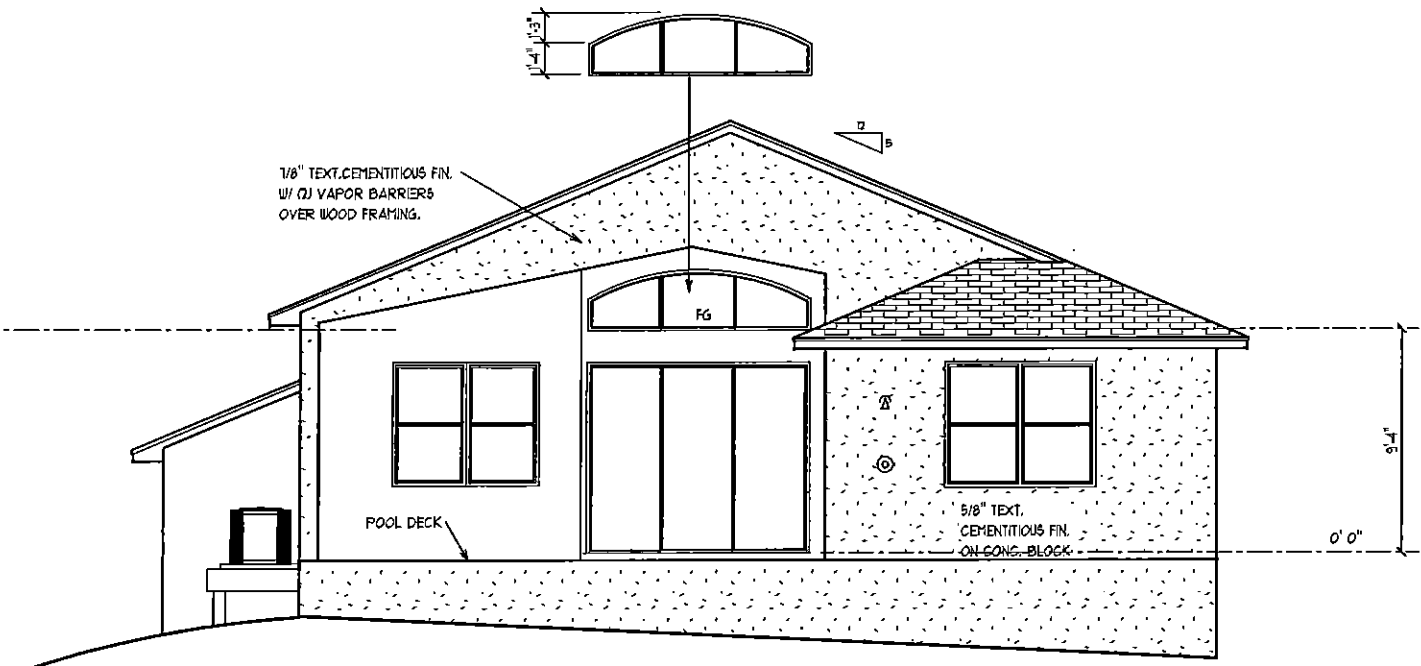 1'-3"
1'-4"
12
5
7/8" TEXT.CEMENTITIOUS FIN.
W/ (2) VAPOR BARRIERS
OVER WOOD FRAMING.
FG
9'-4"
POOL DECK
5/8" TEXT.
CEMENTITIOUS FIN.
ON CONC. BLOCK
0' 0"